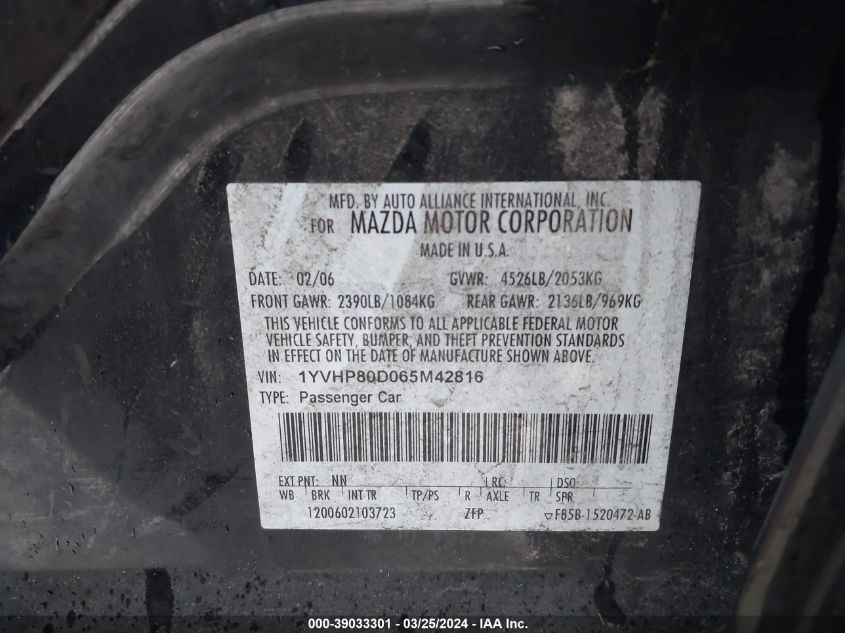 MFD. BY AUTO ALLIANCE INTERNATIONAL, INC.
FOR MAZDA MOTOR CORPORATION
MADE IN U.S.A.
DATE: 02/06 GVWR: 4526LB/2053KG
FRONT GAWR: 2390LB/1084KG REAR GAWR: 2136LB/969KG
THIS VEHICLE CONFORMS TO ALL APPLICABLE FEDERAL MOTOR
VEHICLE SAFETY, BUMPER, AND THEFT PREVENTION STANDARDS
IN EFFECT ON THE DATE OF MANUFACTURE SHOWN ABOVE.
VIN: 1YVHP80D065M42816
TYPE: Passenger Car
EXT PNT: NN RC: DSO:
WB BRK INT TR TP/PS R AXLE TR SPR
1200602103723 ZFP ▽F85B-1520472-AB
000-39033301 - 03/25/2024 - IAA Inc.